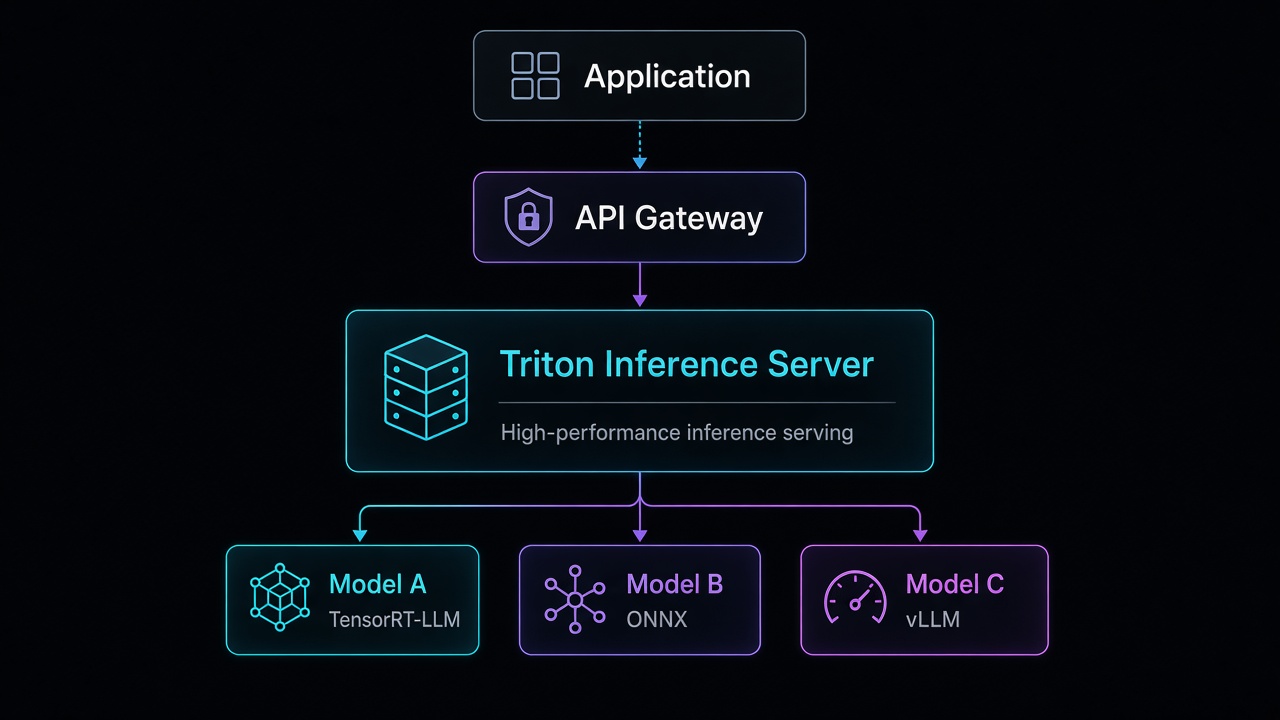 Application
API Gateway
Triton Inference Server
High-performance inference serving
Model A
TensorRT-LLM
Model B
ONNX
Model C
vLLM